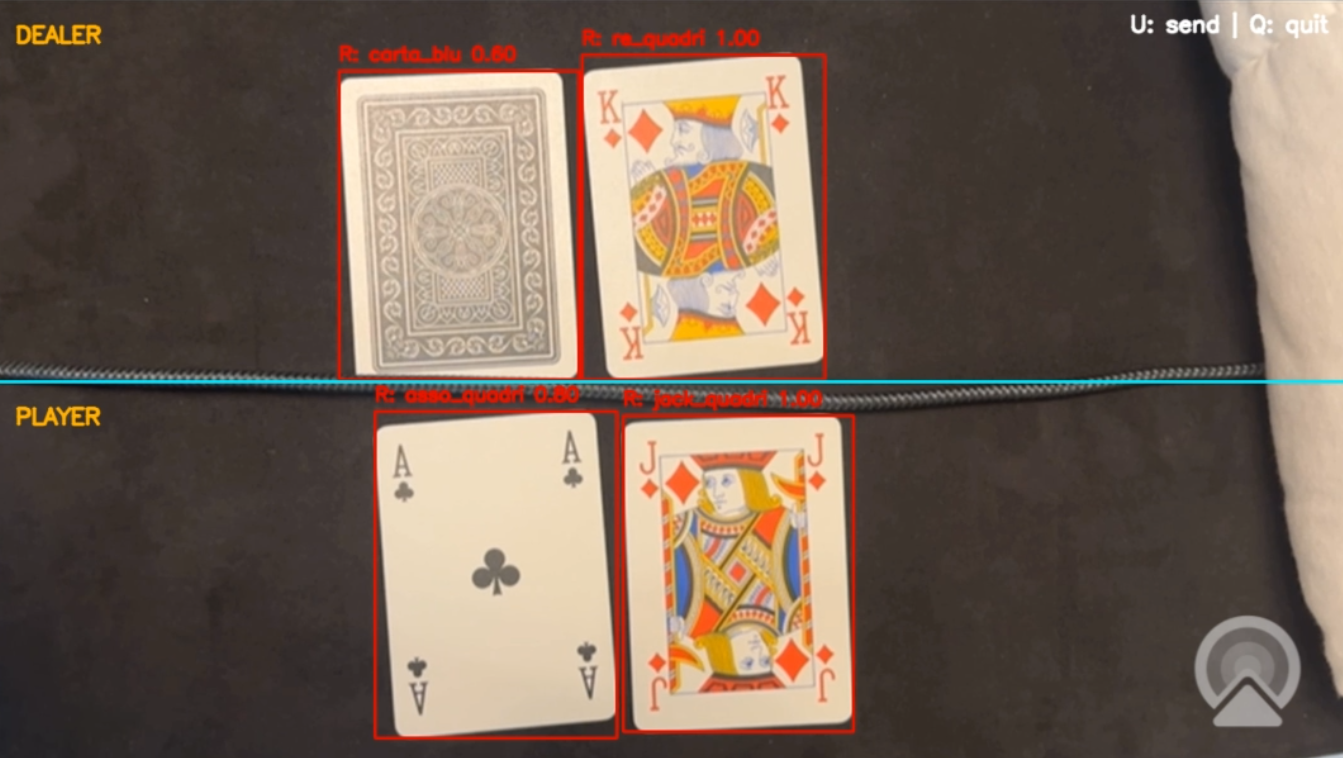 DEALER
U: send | Q: quit
R: carta_blu 0.60
R: re_quadri 1.00
K
K
K
K
PLAYER
R: asso_quadri 0.80
R: jack_quadri 1.00
A
A
J
J
A
A
J
J